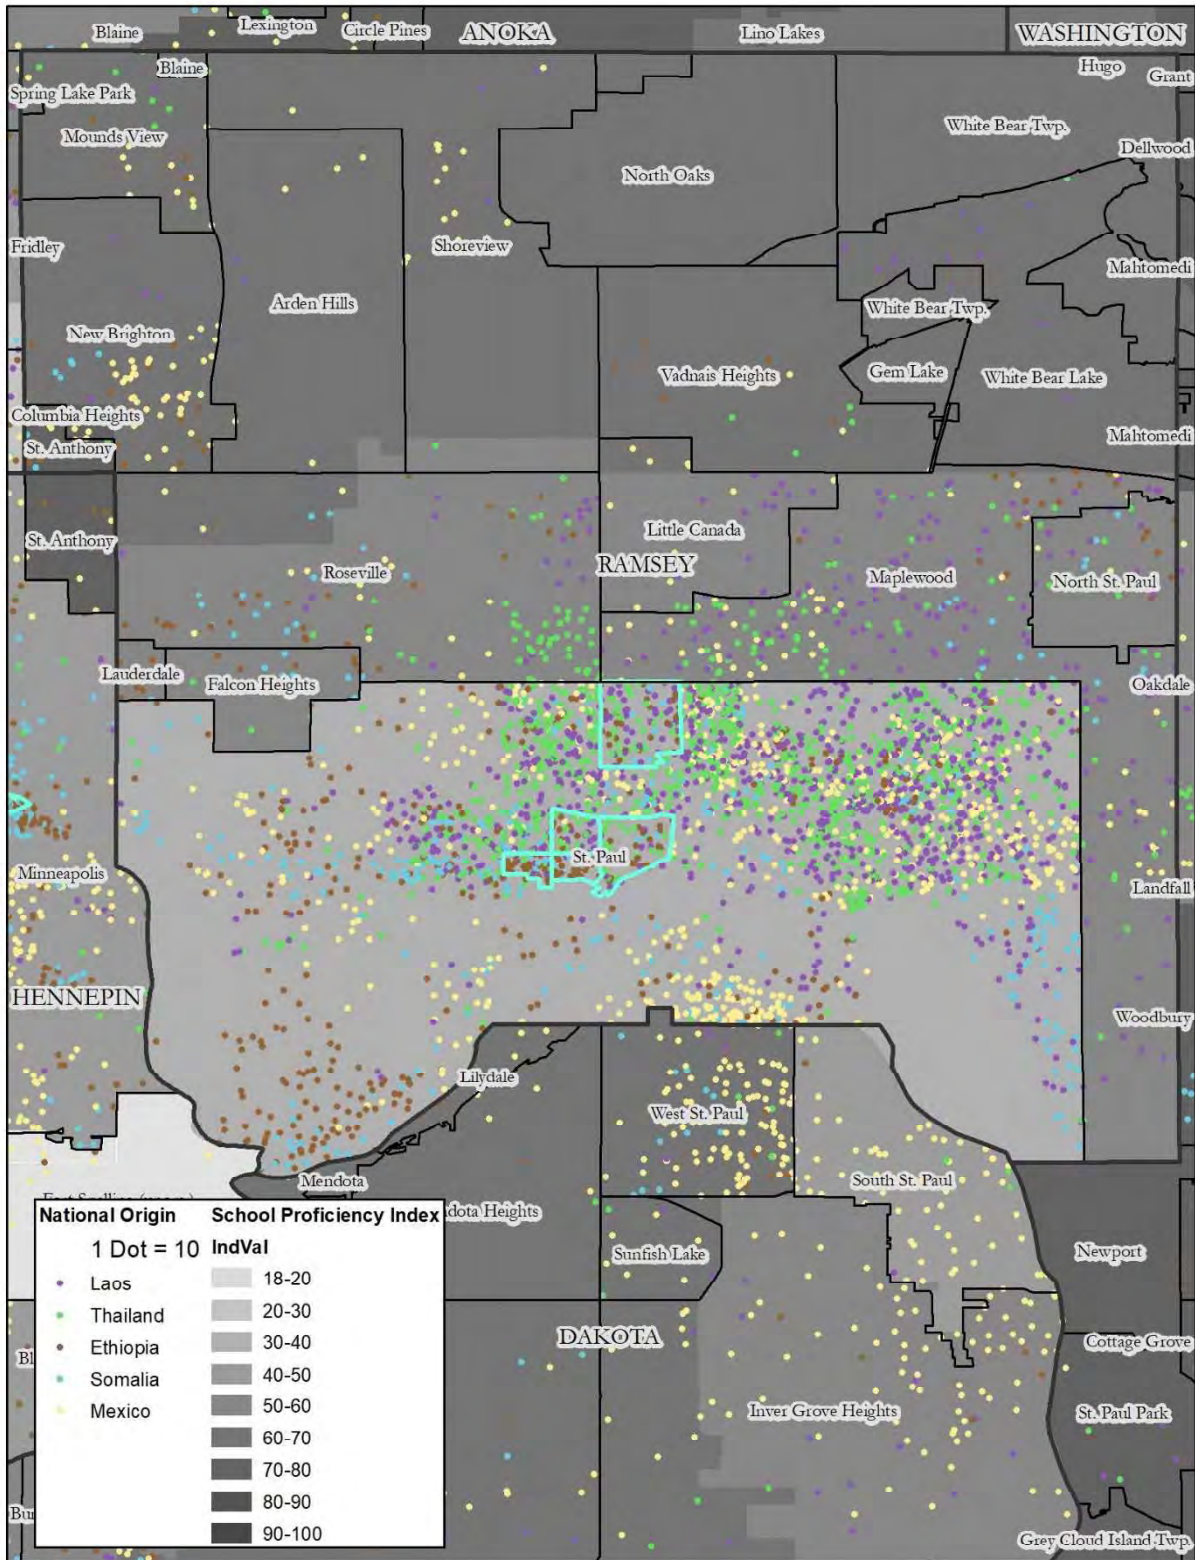 Blaine
Lexington
Circle Pines
ANOKA
Lino Lakes
WASHINGTON
Blaine
Hugo
Grant
Spring Lake Park
Mounds View
White Bear Twp.
Dellwood
North Oaks
Fridley
Shoreview
Mahtomedi
Arden Hills
White Bear Twp.
New Brighton
Vadnais Heights
Gem Lake
White Bear Lake
Columbia Heights
Mahtomedi
St. Anthony
St. Anthony
Little Canada
RAMSEY
Roseville
Maplewood
North St. Paul
Lauderdale
Falcon Heights
Oakdale
St. Paul
Minneapolis
Landfall
HENNEPIN
Woodbury
Lilydale
West St. Paul
Mendota
South St. Paul
dota Heights
Sunfish Lake
Newport
DAKOTA
Cottage Grove
Inver Grove Heights
St. Paul Park
Grey Cloud Island Twp.
National Origin
1 Dot = 10
Laos
Thailand
Ethiopia
Somalia
Mexico
School Proficiency Index
IndVal
18-20
20-30
30-40
40-50
50-60
60-70
70-80
80-90
90-100